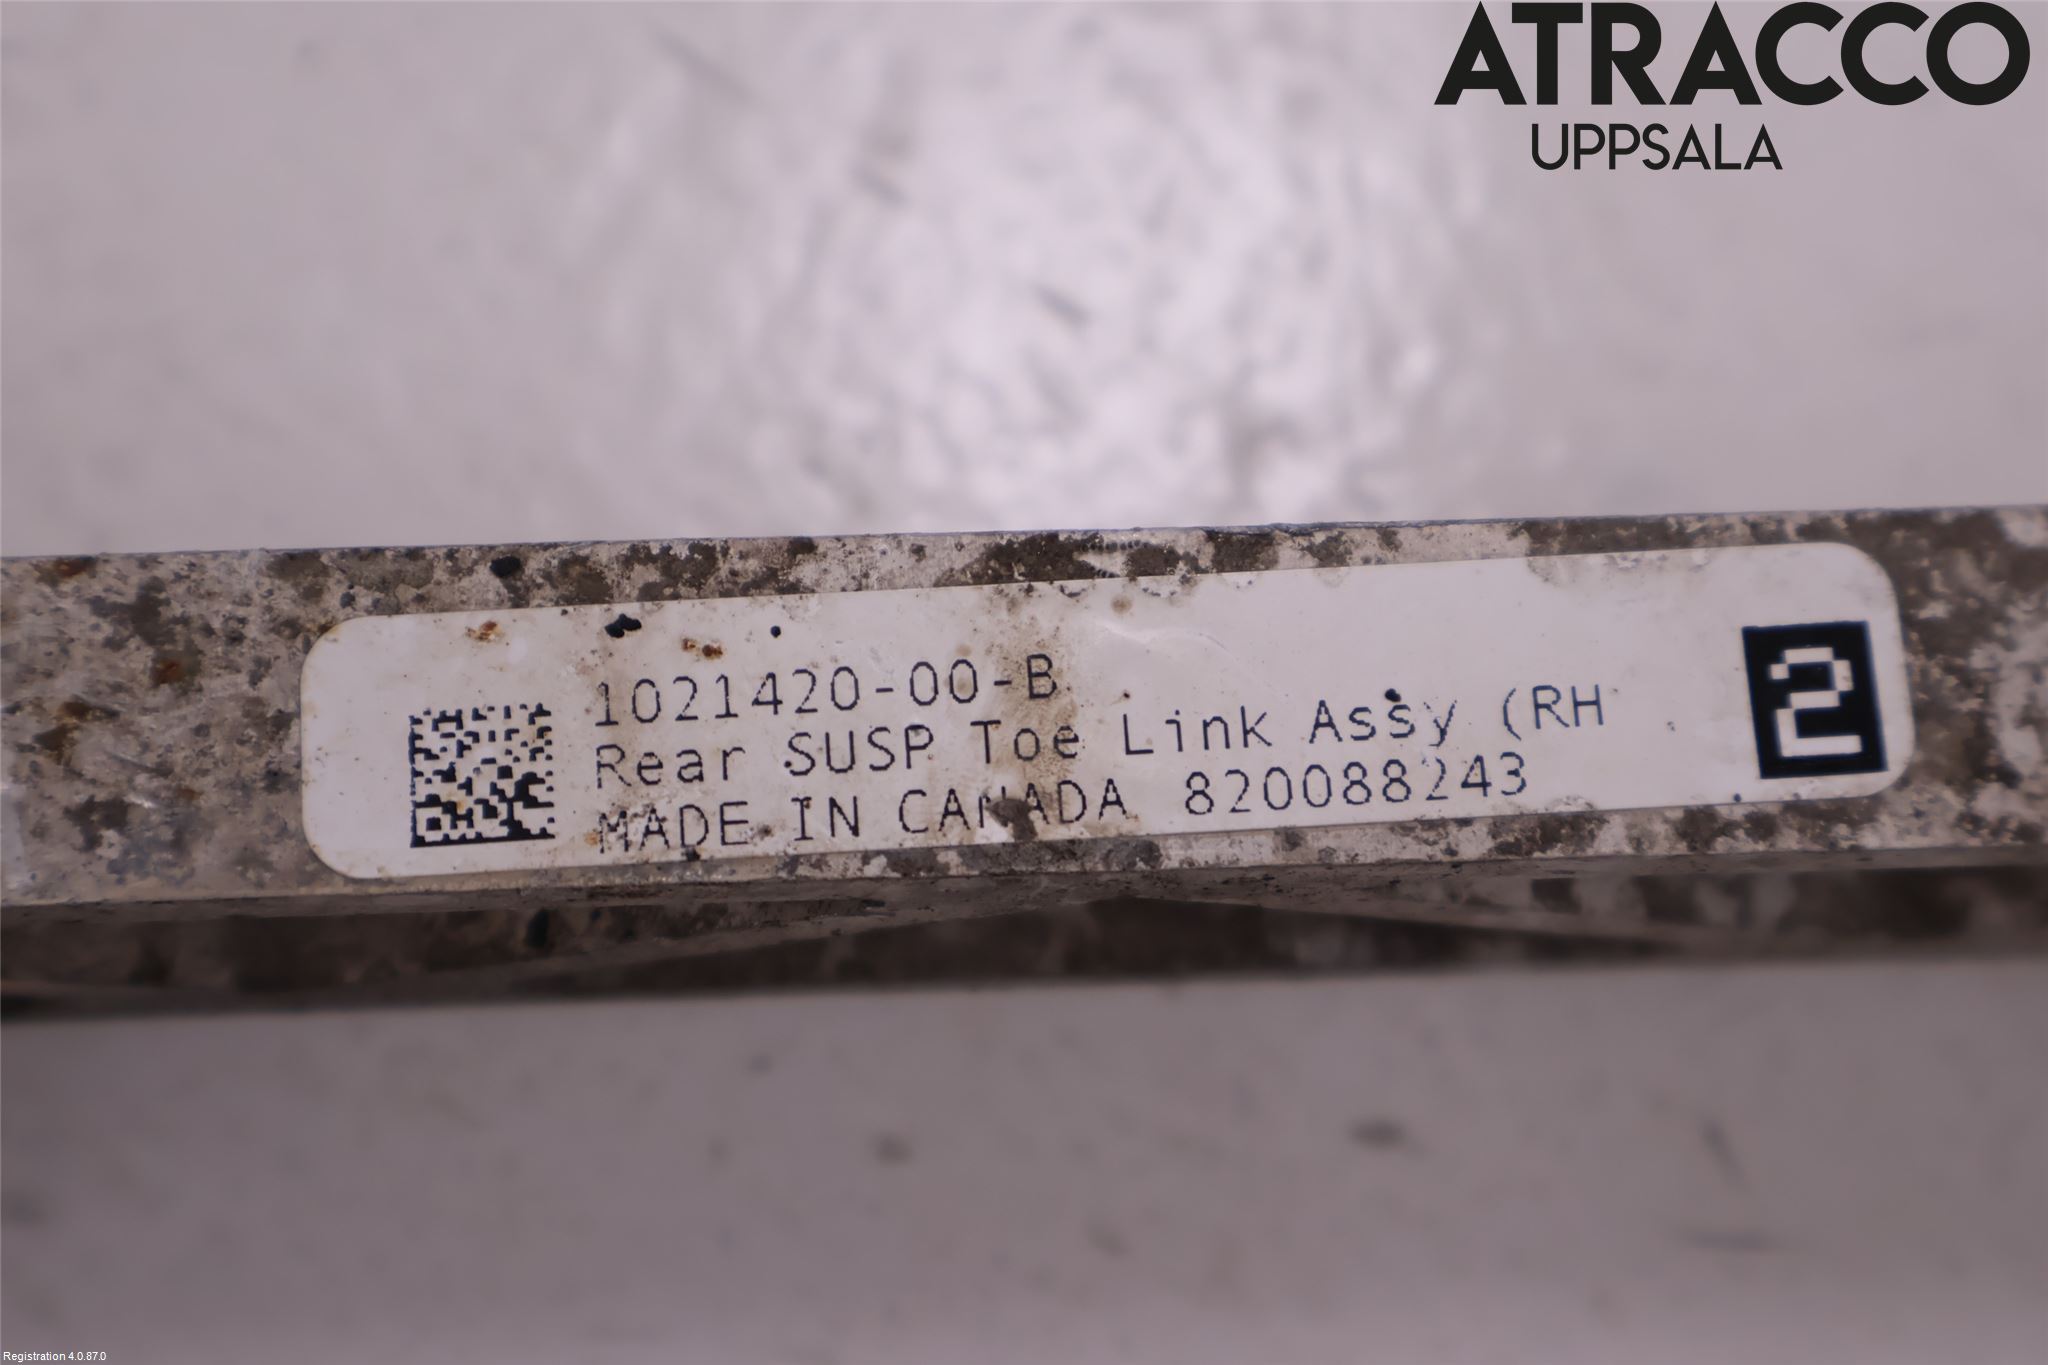 ATRACCO
UPPSALA
1021420-00-B
Rear SUSP Toe Link Assy (RH
MADE IN CANADA 820088243
2
Registration 4.0.87.0